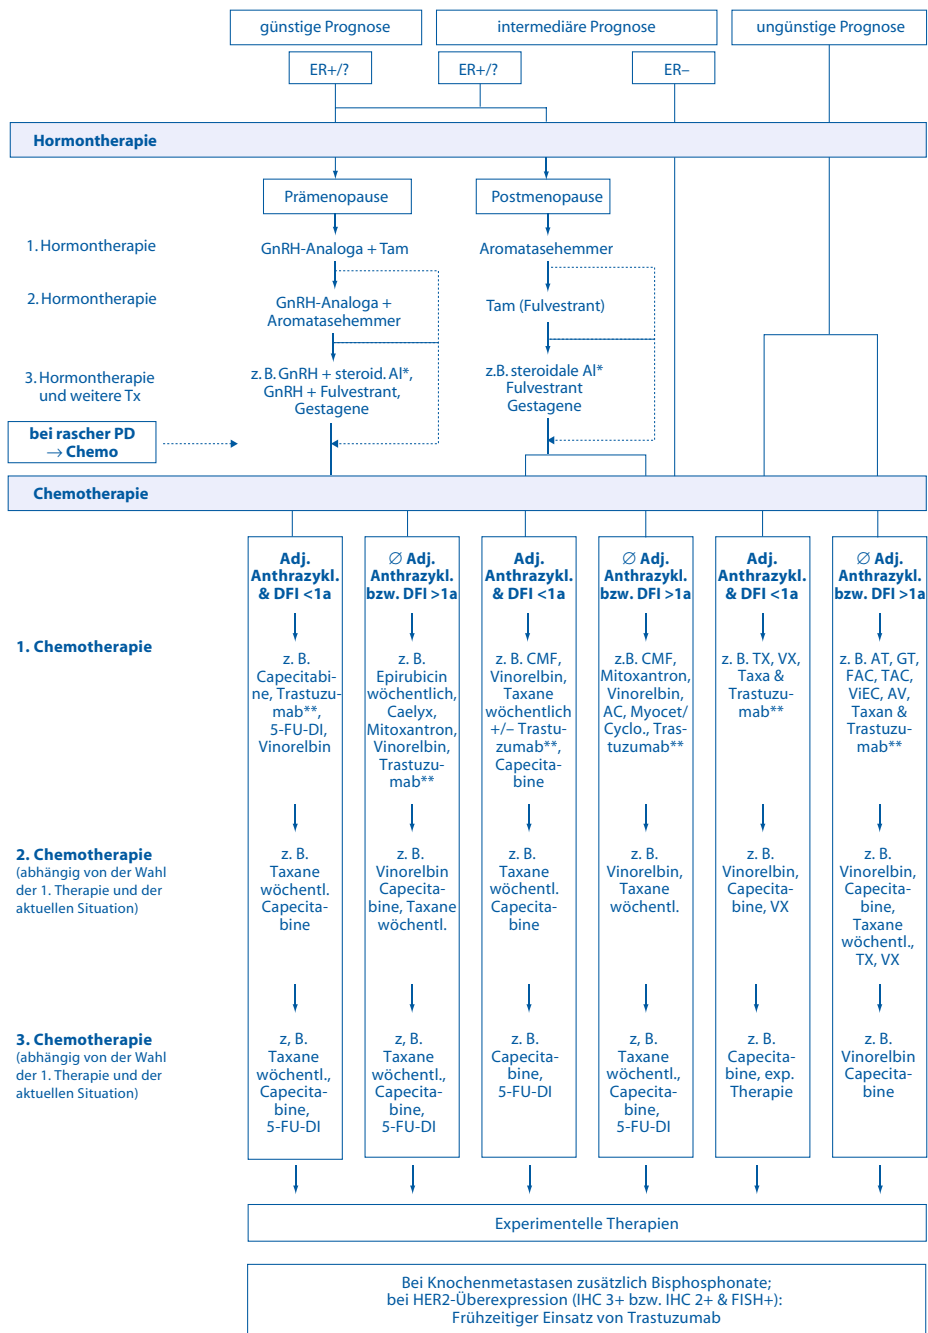 günstige Prognose
intermediäre Prognose
ungünstige Prognose
ER+/?
ER+/?
ER–
Hormontherapie
Prämenopause
Postmenopause
1. Hormontherapie
GnRH-Analoga + Tam
Aromatasehemmer
2. Hormontherapie
GnRH-Analoga +
Aromatasehemmer
Tam (Fulvestrant)
3. Hormontherapie
und weitere Tx
z. B. GnRH + steroid. AI*,
GnRH + Fulvestrant,
Gestagene
z.B. steroidale AI*
Fulvestrant
Gestagene
bei rascher PD
→ Chemo
Chemotherapie
Adj.
Anthrazykl.
& DFI <1a
∅ Adj.
Anthrazykl.
bzw. DFI >1a
Adj.
Anthrazykl.
& DFI <1a
∅ Adj.
Anthrazykl.
bzw. DFI >1a
Adj.
Anthrazykl.
& DFI <1a
∅ Adj.
Anthrazykl.
bzw. DFI >1a
1. Chemotherapie
z. B.
Capecitabi-
ne, Trastuzu-
mab**,
5-FU-DI,
Vinorelbin
z. B.
Epirubicin
wöchentlich,
Caelyx,
Mitoxantron,
Vinorelbin,
Trastuzu-
mab**
z. B. CMF,
Vinorelbin,
Taxane
wöchentlich
+/– Trastu-
zumab**,
Capecita-
bine
z.B. CMF,
Mitoxantron,
Vinorelbin,
AC, Myocet/
Cyclo., Tras-
tuzumab**
z. B. TX, VX,
Taxa &
Trastuzu-
mab**
z. B. AT, GT,
FAC, TAC,
ViEC, AV,
Taxan &
Trastuzu-
mab**
2. Chemotherapie
(abhängig von der Wahl
der 1. Therapie und der
aktuellen Situation)
z. B.
Taxane
wöchentl.
Capecita-
bine
z. B.
Vinorelbin
Capecita-
bine, Taxane
wöchentl.
z. B.
Taxane
wöchentl.
Capecita-
bine
z. B.
Vinorelbin,
Taxane
wöchentl.
z. B.
Vinorelbin,
Capecita-
bine, VX
z. B.
Vinorelbin,
Capecita-
bine,
Taxane
wöchentl.,
TX, VX
3. Chemotherapie
(abhängig von der Wahl
der 1. Therapie und der
aktuellen Situation)
z, B.
Taxane
wöchentl.,
Capecita-
bine,
5-FU-DI
z, B.
Taxane
wöchentl.,
Capecita-
bine,
5-FU-DI
z. B.
Capecita-
bine,
5-FU-DI
z, B.
Taxane
wöchentl.,
Capecita-
bine,
5-FU-DI
z. B.
Capecita-
bine, exp.
Therapie
z. B.
Vinorelbin
Capecita-
bine
Experimentelle Therapien
Bei Knochenmetastasen zusätzlich Bisphosphonate;
bei HER2-Überexpression (IHC 3+ bzw. IHC 2+ & FISH+):
Frühzeitiger Einsatz von Trastuzumab